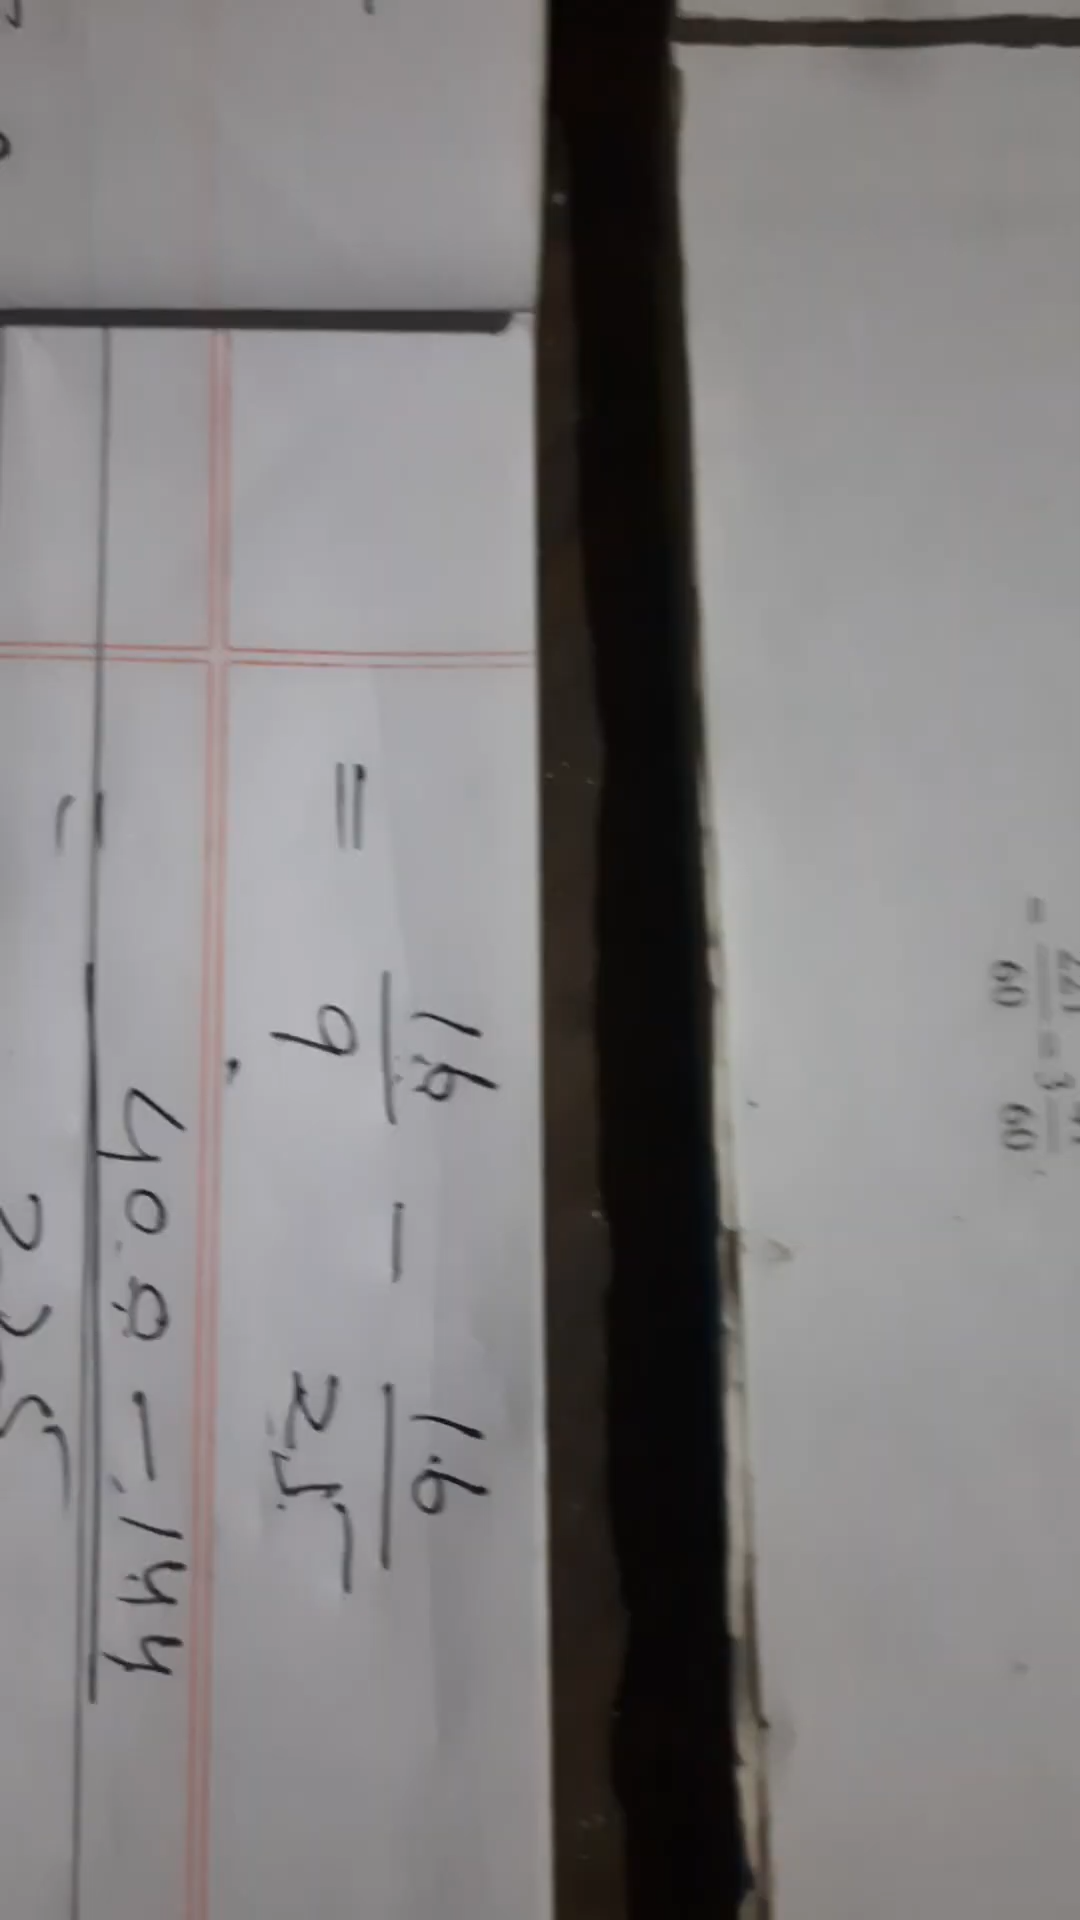 = 16/9 - 16/25
= 400 - 144
225
= 221/60 = 3 41/60